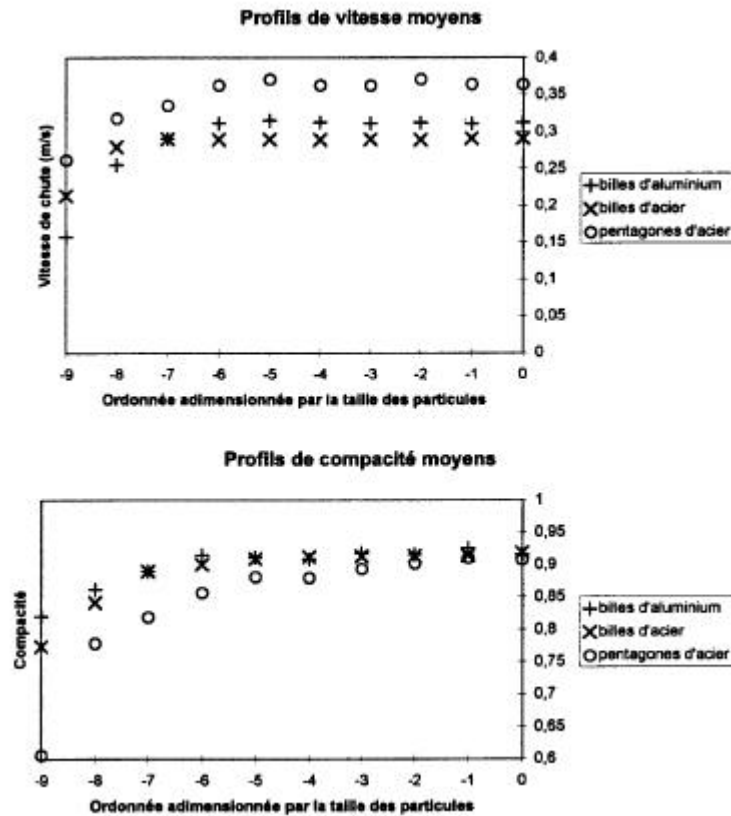 Profils de vitesse moyens
Vitesse de chute (m/s)
0,4
0,35
0,3
0,25
0,2
0,15
0,1
0,05
0
-9 -8 -7 -6 -5 -4 -3 -2 -1 0
Ordonnée adimensionnée par la taille des particules
billes d'aluminium
billes d'acier
pentagones d'acier
Profils de compacité moyens
Compacité
1
0,95
0,9
0,85
0,8
0,75
0,7
0,65
0,6
-9 -8 -7 -6 -5 -4 -3 -2 -1 0
Ordonnée adimensionnée par la taille des particules
billes d'aluminium
billes d'acier
pentagones d'acier